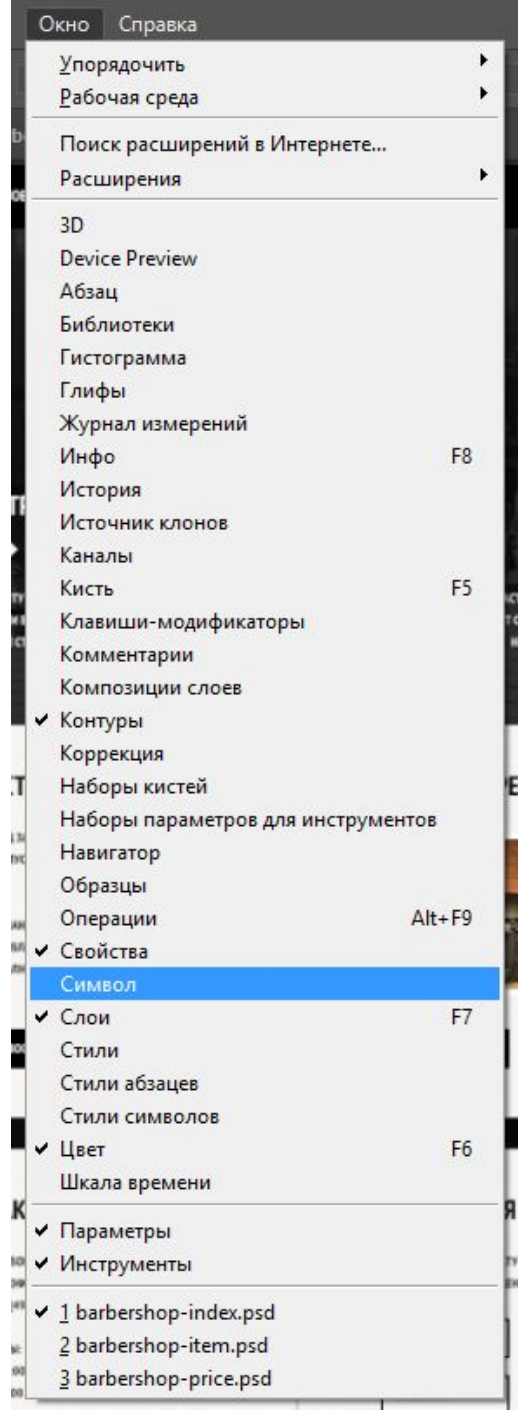 Окно Справка
Упорядочить
Рабочая среда
Поиск расширений в Интернете...
Расширения
3D
Device Preview
Абзац
Библиотеки
Гистограмма
Глифы
Журнал измерений
Инфо F8
История
Источник клонов
Каналы
Кисть F5
Клавиши-модификаторы
Комментарии
Композиции слоев
Контуры
Коррекция
Наборы кистей
Наборы параметров для инструментов
Навигатор
Образцы
Операции Alt+F9
Свойства
Символ
Слои F7
Стили
Стили абзацев
Стили символов
Цвет F6
Шкала времени
Параметры
Инструменты
1 barbershop-index.psd
2 barbershop-item.psd
3 barbershop-price.psd